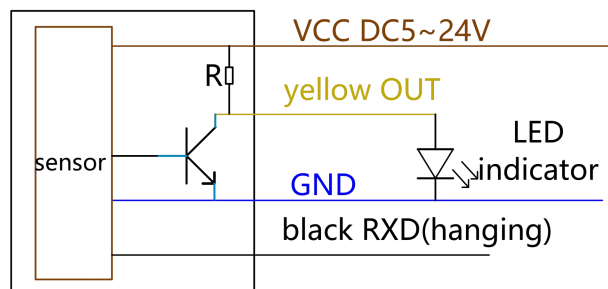 VCC DC5~24V
R
yellow OUT
LED
indicator
sensor
GND
black RXD(hanging)